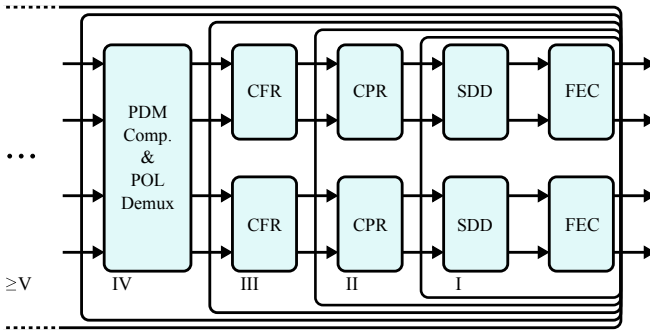 PDM
Comp.
&
POL
Demux
CFR
CPR
SDD
FEC
...
CFR
CPR
SDD
FEC
≥V
IV
III
II
I